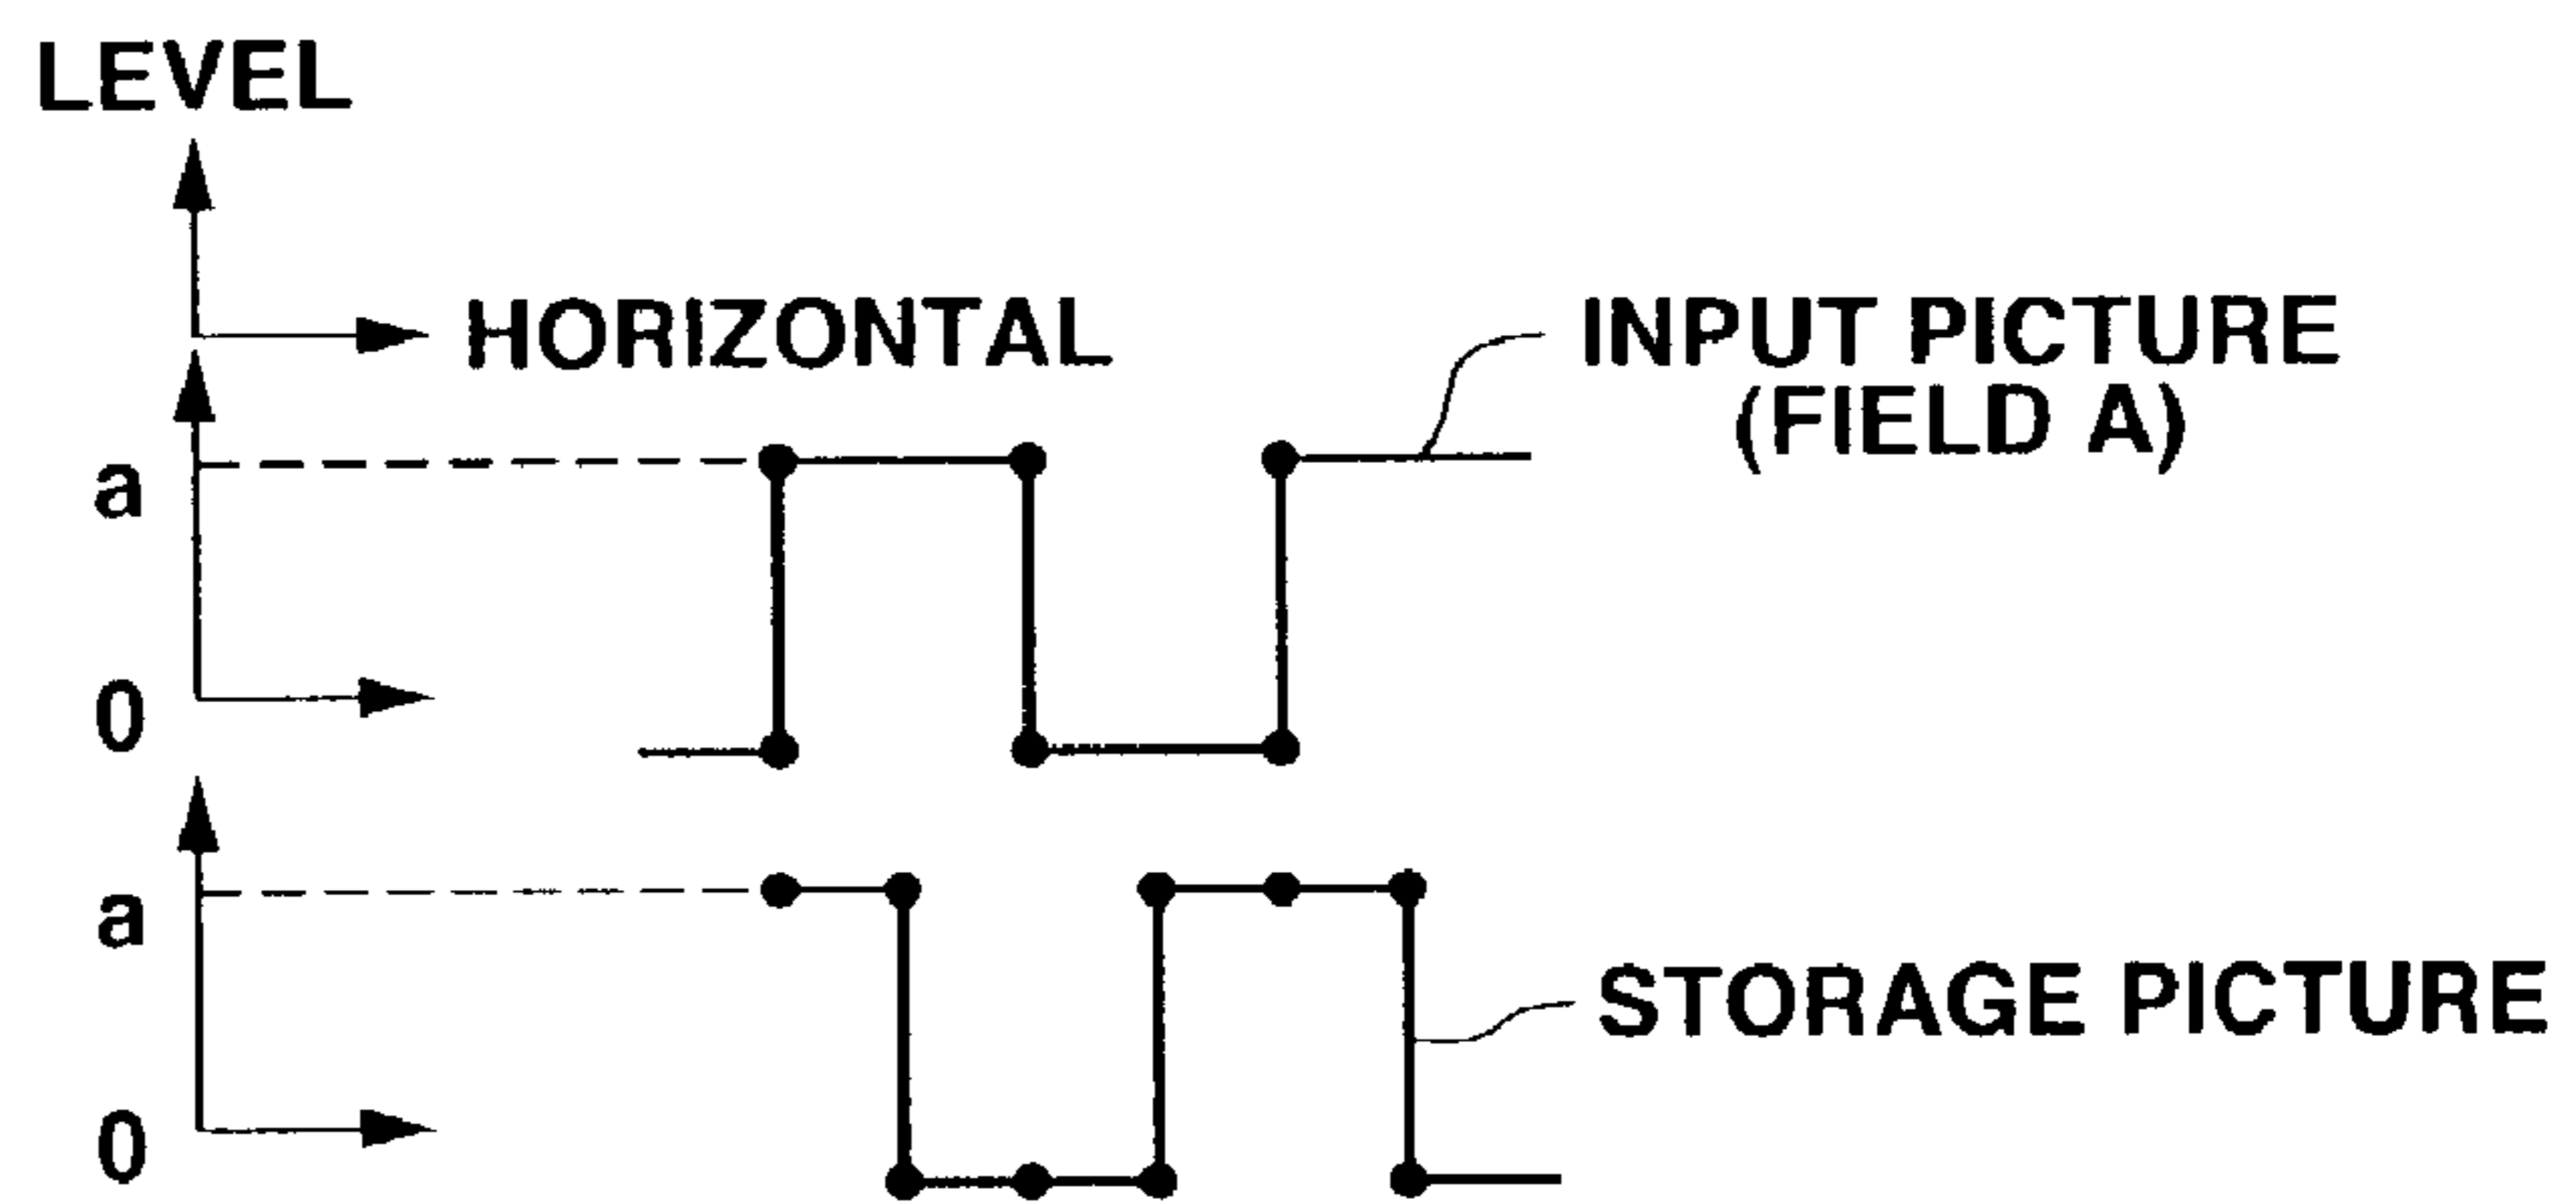 LEVEL
HORIZONTAL
INPUT PICTURE
(FIELD A)
a
0
a
STORAGE PICTURE
0